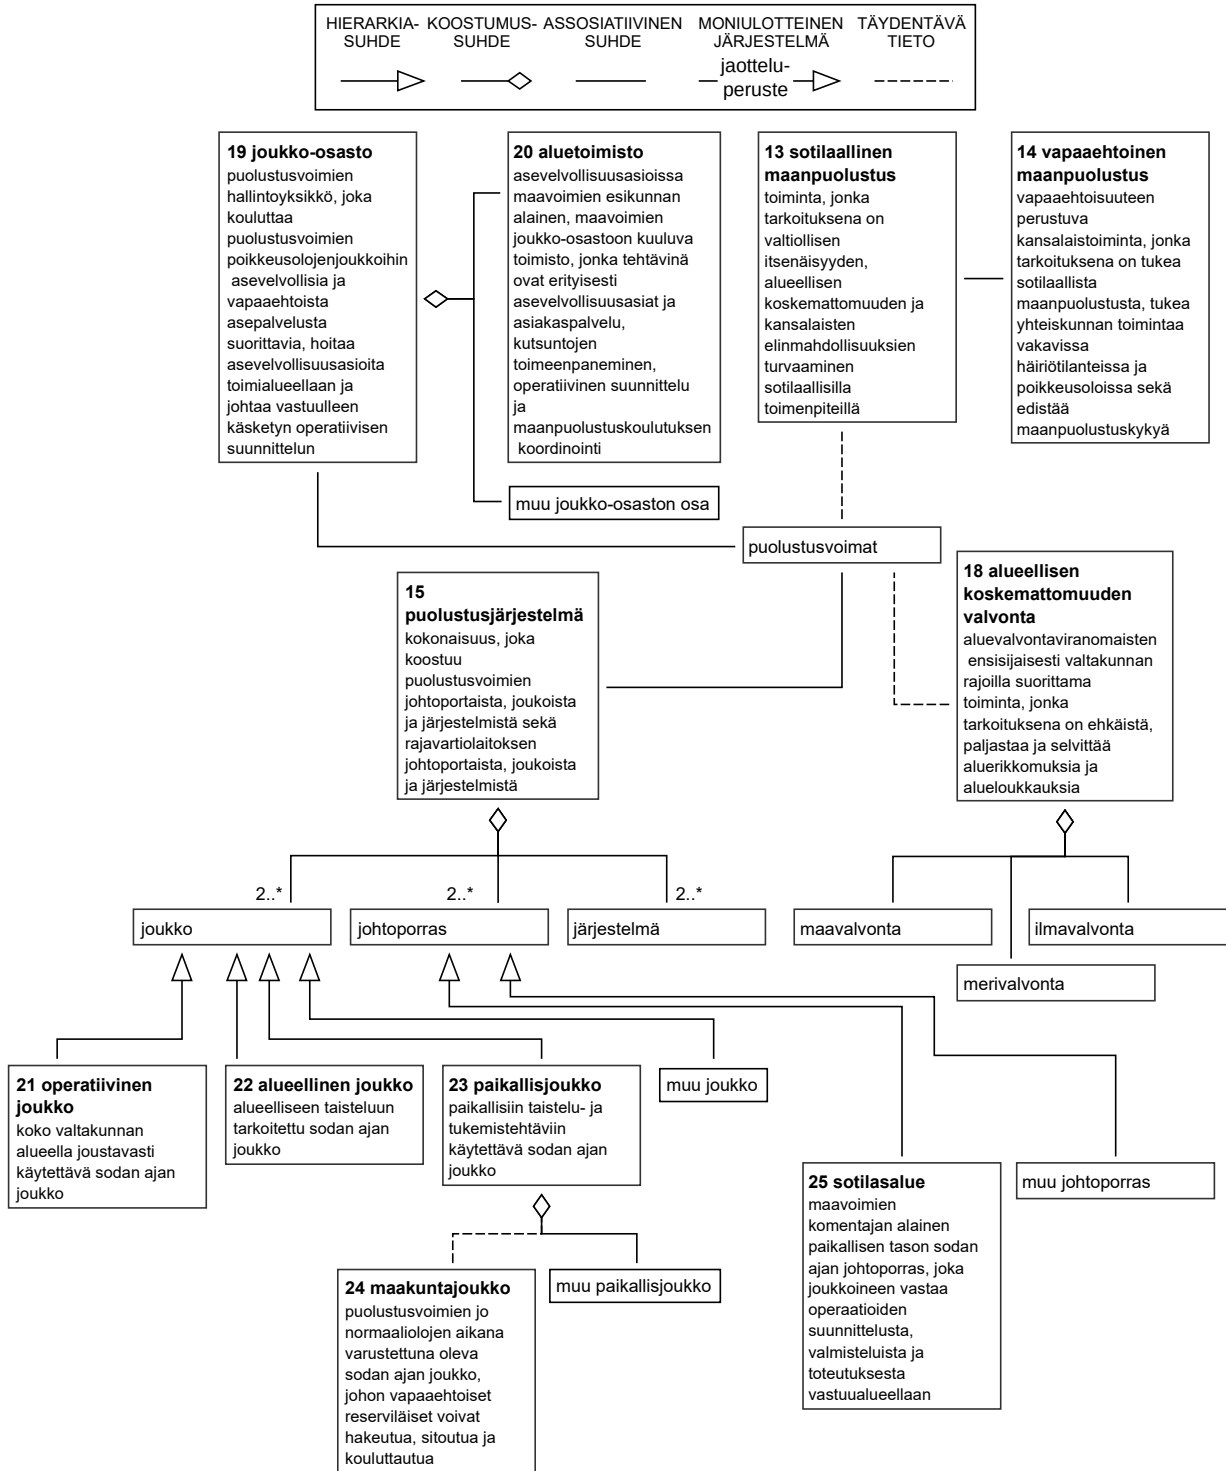 HIERARKIA-
SUHDE
KOOSTUMUS-
SUHDE
ASSOSIATIIVINEN
SUHDE
MONIULOTTEINEN
JÄRJESTELMÄ
TÄYDENTÄVÄ
TIETO
jaottelu-
peruste
19 joukko-osasto
puolustusvoimien
hallintoyksikkö, joka
kouluttaa
puolustusvoimien
poikkeusolojenjoukkoihin
asevelvollisia ja
vapaaehtoista
asepalvelusta
suorittavia, hoitaa
asevelvollisuusasioita
toimialueellaan ja
johtaa vastuulleen
käsketyn operatiivisen
suunnittelun
20 aluetoimisto
asevelvollisuusasioissa
maavoimien esikunnan
alainen, maavoimien
joukko-osastoon kuuluva
toimisto, jonka tehtävinä
ovat erityisesti
asevelvollisuusasiat ja
asiakaspalvelu,
kutsuntojen
toimeenpaneminen,
operatiivinen suunnittelu
ja
maanpuolustuskoulutuksen
koordinointi
13 sotilaallinen
maanpuolustus
toiminta, jonka
tarkoituksena on
valtiollisen
itsenäisyyden,
alueellisen
koskemattomuuden ja
kansalaisten
elinmahdollisuuksien
turvaaminen
sotilaallisilla
toimenpiteillä
14 vapaaehtoinen
maanpuolustus
vapaaehtoisuuteen
perustuva
kansalaistoiminta, jonka
tarkoituksena on tukea
sotilaallista
maanpuolustusta, tukea
yhteiskunnan toimintaa
vakavissa
häiriötilanteissa ja
poikkeusoloissa sekä
edistää
maanpuolustuskykyä
muu joukko-osaston osa
puolustusvoimat
15
puolustusjärjestelmä
kokonaisuus, joka
koostuu
puolustusvoimien
johtoportaista, joukoista
ja järjestelmistä sekä
rajavartiolaitoksen
johtoportaista, joukoista
ja järjestelmistä
18 alueellisen
koskemattomuuden
valvonta
aluevalvontaviranomaisten
ensisijaisesti valtakunnan
rajoilla suorittama
toiminta, jonka
tarkoituksena on ehkäistä,
paljastaa ja selvittää
aluerikkomuksia ja
alueloukkauksia
2..*
2..*
2..*
joukko
johtoporras
järjestelmä
maavalvonta
ilmavalvonta
merivalvonta
21 operatiivinen
joukko
koko valtakunnan
alueella joustavasti
käytettävä sodan ajan
joukko
22 alueellinen joukko
alueelliseen taisteluun
tarkoitettu sodan ajan
joukko
23 paikallisjoukko
paikallisiin taistelu- ja
tukemistehtäviin
käytettävä sodan ajan
joukko
muu joukko
25 sotilasalue
maavoimien
komentajan alainen
paikallisen tason sodan
ajan johtoporras, joka
joukkoineen vastaa
operaatioiden
suunnittelusta,
valmisteluista ja
toteutuksesta
vastuualueellaan
muu johtoporras
24 maakuntajoukko
puolustusvoimien jo
normaaliolojen aikana
varustettuna oleva
sodan ajan joukko,
johon vapaaehtoiset
reserviläiset voivat
hakeutua, sitoutua ja
kouluttautua
muu paikallisjoukko